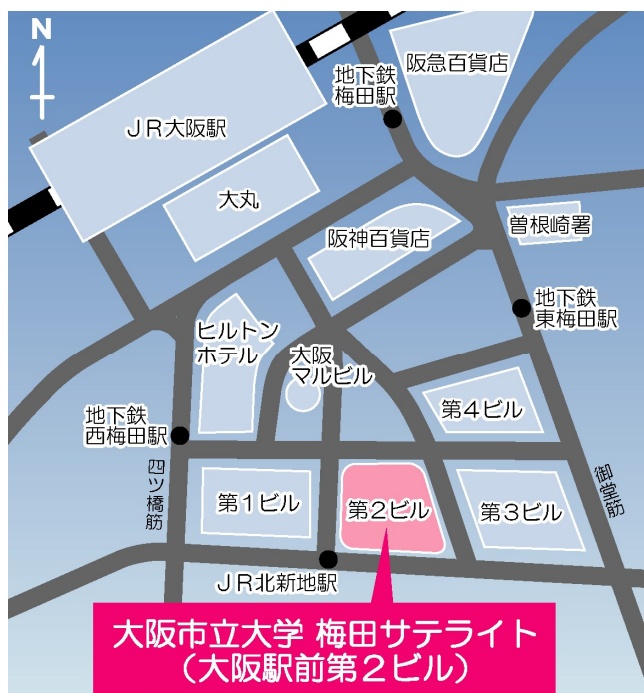 N
阪急百貨店
地下鉄
梅田駅
ＪＲ大阪駅
大丸
阪神百貨店
曽根崎署
地下鉄
東梅田駅
ヒルトン
ホテル
大阪
マルビル
第４ビル
地下鉄
西梅田駅
四ツ橋筋
御堂筋
第１ビル
第２ビル
第３ビル
ＪＲ北新地駅
大阪市立大学 梅田サテライト
（大阪駅前第２ビル）